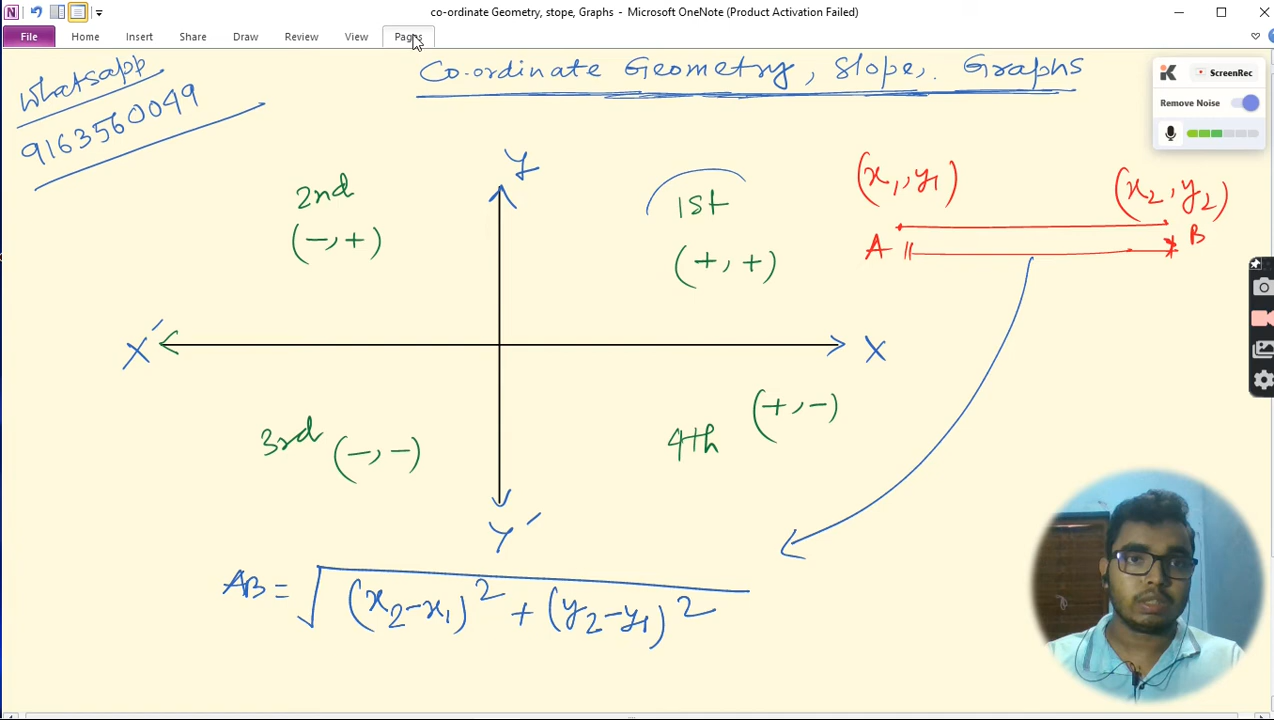 co-ordinate Geometry, stope, Graphs - Microsoft OneNote (Product Activation Failed)
File Home Insert Share Draw Review View Pages
Whatsapp
9163560049
Co-ordinate Geometry, Slope, Graphs
ScreenRec
Remove Noise
Y
2nd
(−,+)
1st
(+,+)
(x₁,y₁)
(x₂,y₂)
A
B
X′
X
3rd (−,−)
4th (+,−)
Y′
AB = √(x₂−x₁)² + (y₂−y₁)²